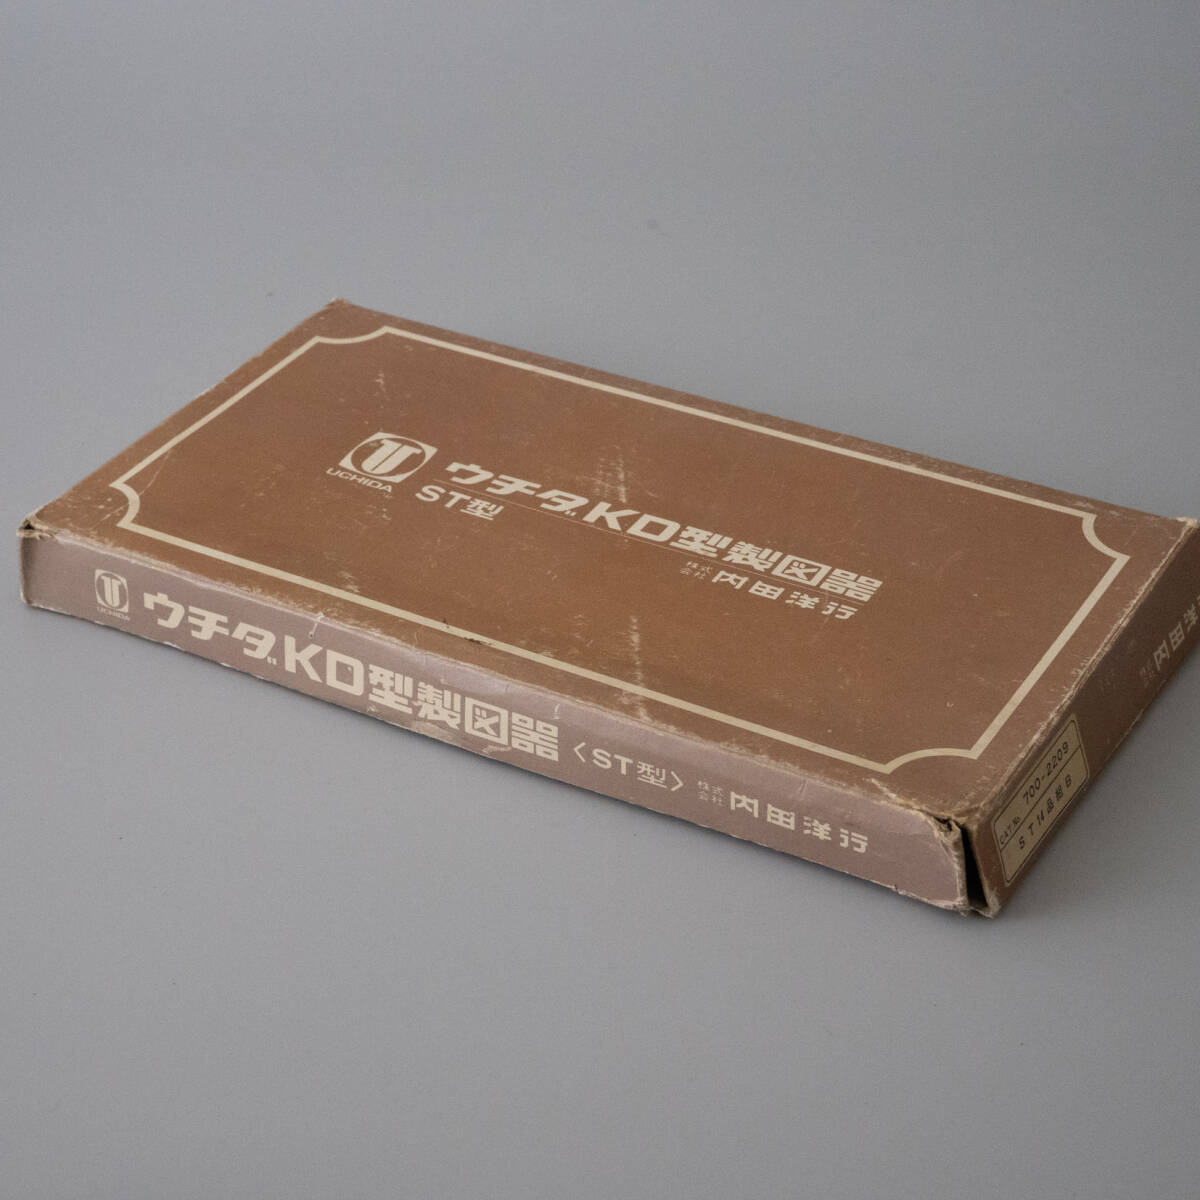 UCHIDA
ウチダKD型製図器
ST型
株式会社 内田洋行
UCHIDA
ウチダKD型製図器〈ST型〉 株式会社 内田洋行
株式会社 内田洋
CAT.No. 700-2209
ST14品組B